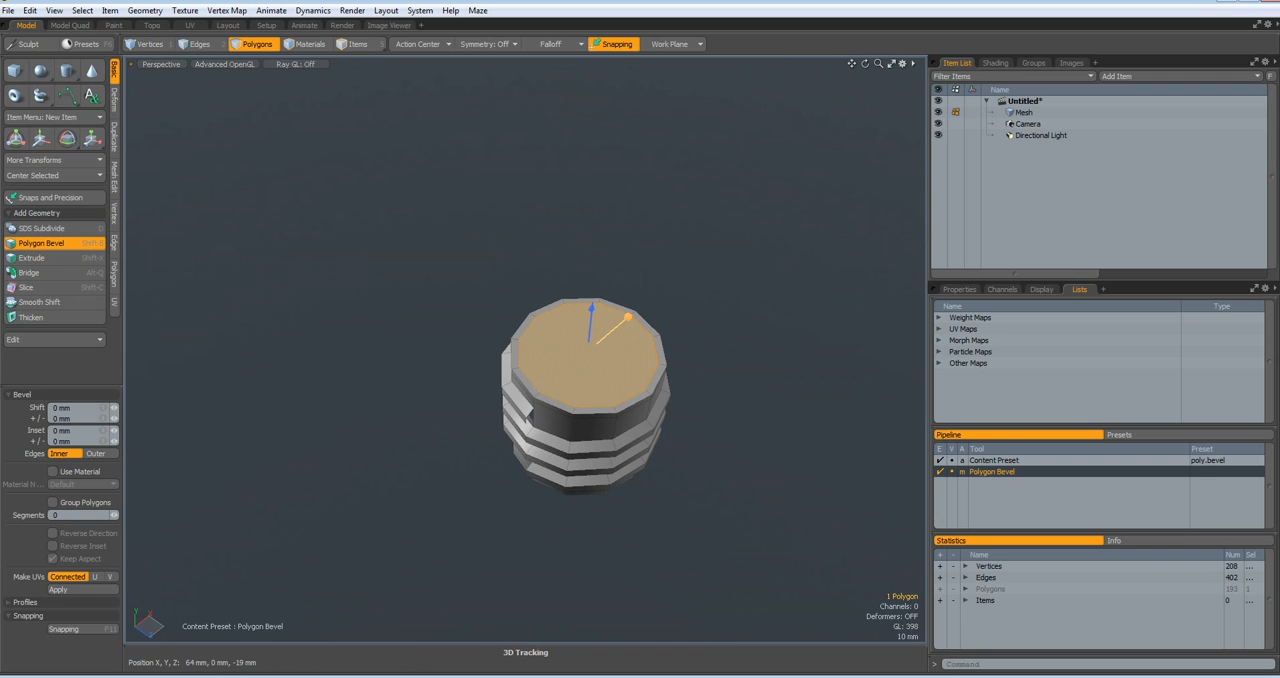 File Edit View Select Item Geometry Texture Vertex Map Animate Dynamics Render Layout System Help Maze
Model Model Quad Paint Topo UV Layout Setup Animate Render Image Viewer +
Sculpt Presets F6 Vertices Edges Polygons Materials Items Action Center Symmetry: Off Falloff Snapping Work Plane
Perspective Advanced OpenGL Ray GL: Off
Basic
Deform
Duplicate
Mesh Edit
Vertex
Edge
Polygon
UV
Item Menu: New Item
More Transforms
Center Selected
Snaps and Precision
Add Geometry
SDS Subdivide D
Polygon Bevel Shift-B
Extrude Shift-X
Bridge Alt-Q
Slice Shift-C
Smooth Shift
Thicken
Edit
Bevel
Shift 0 mm
+ / - 0 mm
Inset 0 mm
+ / - 0 mm
Edges Inner Outer
Use Material
Material N ... Default
Group Polygons
Segments 0
Reverse Direction
Reverse Inset
Keep Aspect
Make UVs Connected U V
Apply
Profiles
Snapping
Snapping F11
Y X Z
Content Preset : Polygon Bevel
1 Polygon
Channels: 0
Deformers: OFF
GL: 398
10 mm
3D Tracking
Position X, Y, Z: 64 mm, 0 mm, -19 mm
Item List Shading Groups Images +
Filter Items Add Item F
Name
Untitled*
Mesh
Camera
Directional Light
Properties Channels Display Lists +
Name Type
Weight Maps
UV Maps
Morph Maps
Particle Maps
Other Maps
Pipeline Presets
E V A Tool Preset
a Content Preset poly.bevel
m Polygon Bevel
Statistics Info
+ - Name Num Sel
+ - Vertices 208 ...
+ - Edges 402 ...
+ - Polygons 193 1
+ - Items 0 ...
> Command